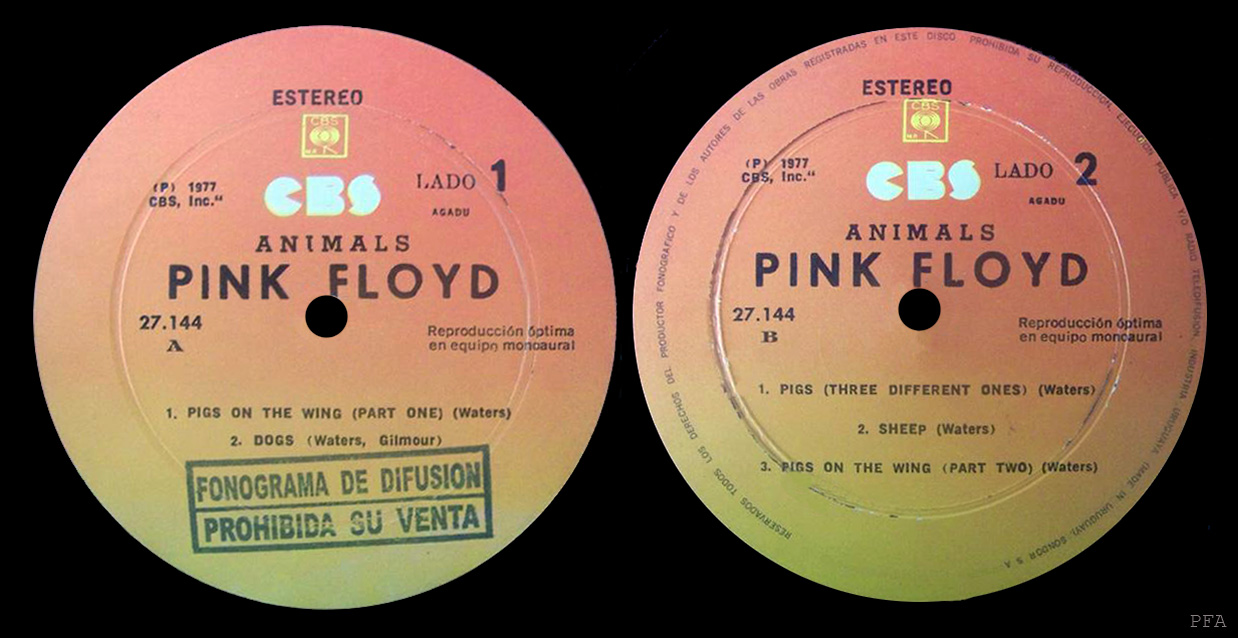 ESTEREO
CBS
(P) 1977
CBS, Inc."
CBS
LADO 1
AGADU
ANIMALS
PINK FLOYD
27.144
A
Reproducción óptima
en equipo monoaural
1. PIGS ON THE WING (PART ONE) (Waters)
2. DOGS (Waters, Gilmour)
FONOGRAMA DE DIFUSION
PROHIBIDA SU VENTA
ESTEREO
CBS
(P) 1977
CBS, Inc."
CBS
LADO 2
AGADU
ANIMALS
PINK FLOYD
27.144
B
Reproducción óptima
en equipo monoaural
1. PIGS (THREE DIFFERENT ONES) (Waters)
2. SHEEP (Waters)
3. PIGS ON THE WING (PART TWO) (Waters)
RESERVADOS TODOS LOS DERECHOS DEL PRODUCTOR FONOGRAFICO Y DE LOS AUTORES DE LAS OBRAS REGISTRADAS EN ESTE DISCO PROHIBIDA SU REPRODUCCION, EJECUCION PUBLICA Y/O RADIO TELEDIFUSION. INDUSTRIA URUGUAYA (MADE IN URUGUAY). SONDOR S A
PFA